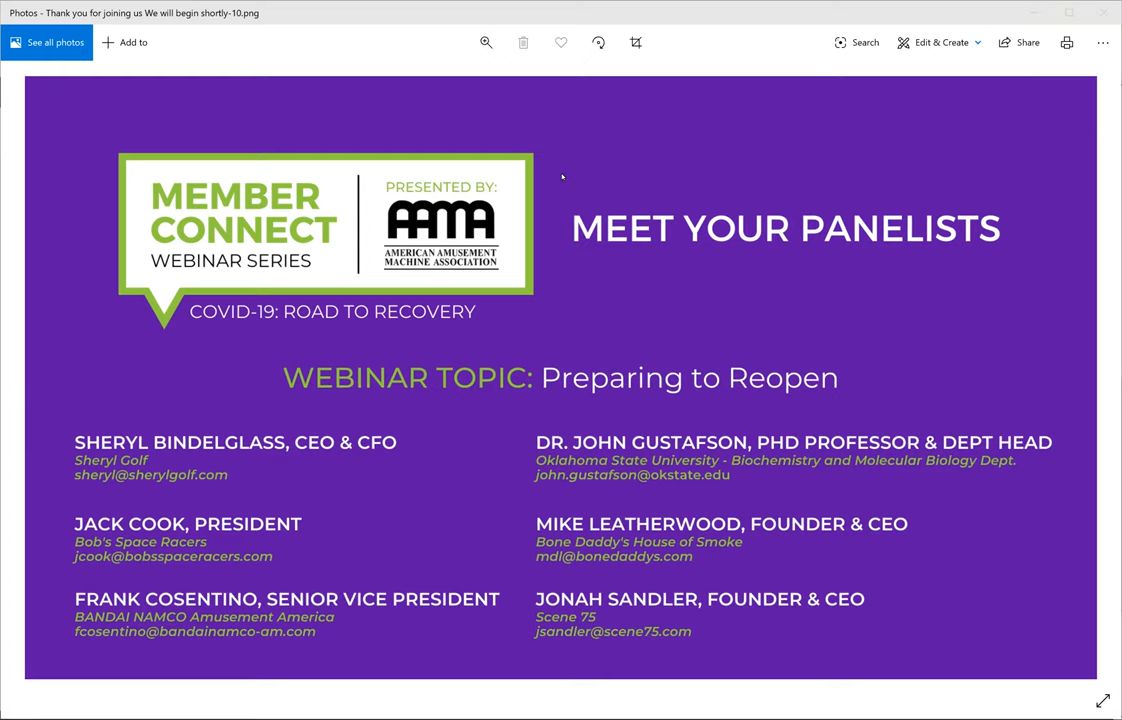 Photos - Thank you for joining us We will begin shortly-10.png
See all photos
Add to
Search
Edit & Create
Share
MEMBER
CONNECT
WEBINAR SERIES
PRESENTED BY:
AAMA
AMERICAN AMUSEMENT
MACHINE ASSOCIATION
COVID-19: ROAD TO RECOVERY
MEET YOUR PANELISTS
WEBINAR TOPIC: Preparing to Reopen
SHERYL BINDELGLASS, CEO & CFO
Sheryl Golf
sheryl@sherylgolf.com
JACK COOK, PRESIDENT
Bob's Space Racers
jcook@bobsspaceracers.com
FRANK COSENTINO, SENIOR VICE PRESIDENT
BANDAI NAMCO Amusement America
fcosentino@bandainamco-am.com
DR. JOHN GUSTAFSON, PHD PROFESSOR & DEPT HEAD
Oklahoma State University - Biochemistry and Molecular Biology Dept.
john.gustafson@okstate.edu
MIKE LEATHERWOOD, FOUNDER & CEO
Bone Daddy's House of Smoke
mdl@bonedaddys.com
JONAH SANDLER, FOUNDER & CEO
Scene 75
jsandler@scene75.com